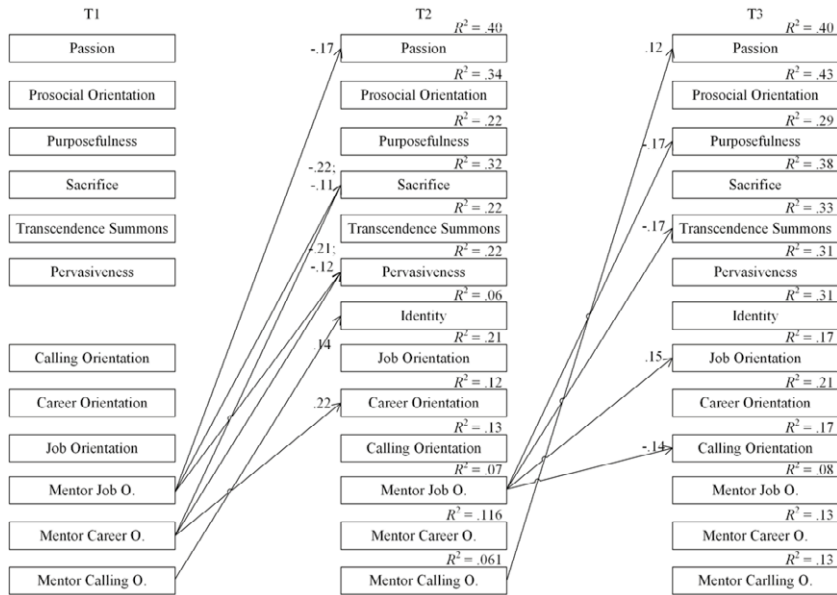 T1
T2
T3
R² = .40
R² = .40
Passion
-.17
Passion
.12
Passion
R² = .34
R² = .43
Prosocial Orientation
Prosocial Orientation
Prosocial Orientation
R² = .22
R² = .29
Purposefulness
Purposefulness
-.17
Purposefulness
R² = .32
R² = .38
-.22;
-.11
Sacrifice
Sacrifice
Sacrifice
R² = .22
R² = .33
Transcendence Summons
Transcendence Summons
-.17
Transcendence Summons
R² = .22
R² = .31
-.21;
-.12
Pervasiveness
Pervasiveness
Pervasiveness
R² = .06
R² = .31
Identity
Identity
R² = .21
R² = .17
.14
Calling Orientation
Job Orientation
.15
Job Orientation
R² = .12
R² = .21
Career Orientation
.22
Career Orientation
Career Orientation
R² = .13
R² = .17
Job Orientation
Calling Orientation
-.14
Calling Orientation
R² = .07
R² = .08
Mentor Job O.
Mentor Job O.
Mentor Job O.
R² = .116
R² = .13
Mentor Career O.
Mentor Career O.
Mentor Career O.
R² = .061
R² = .13
Mentor Calling O.
Mentor Calling O.
Mentor Carlling O.